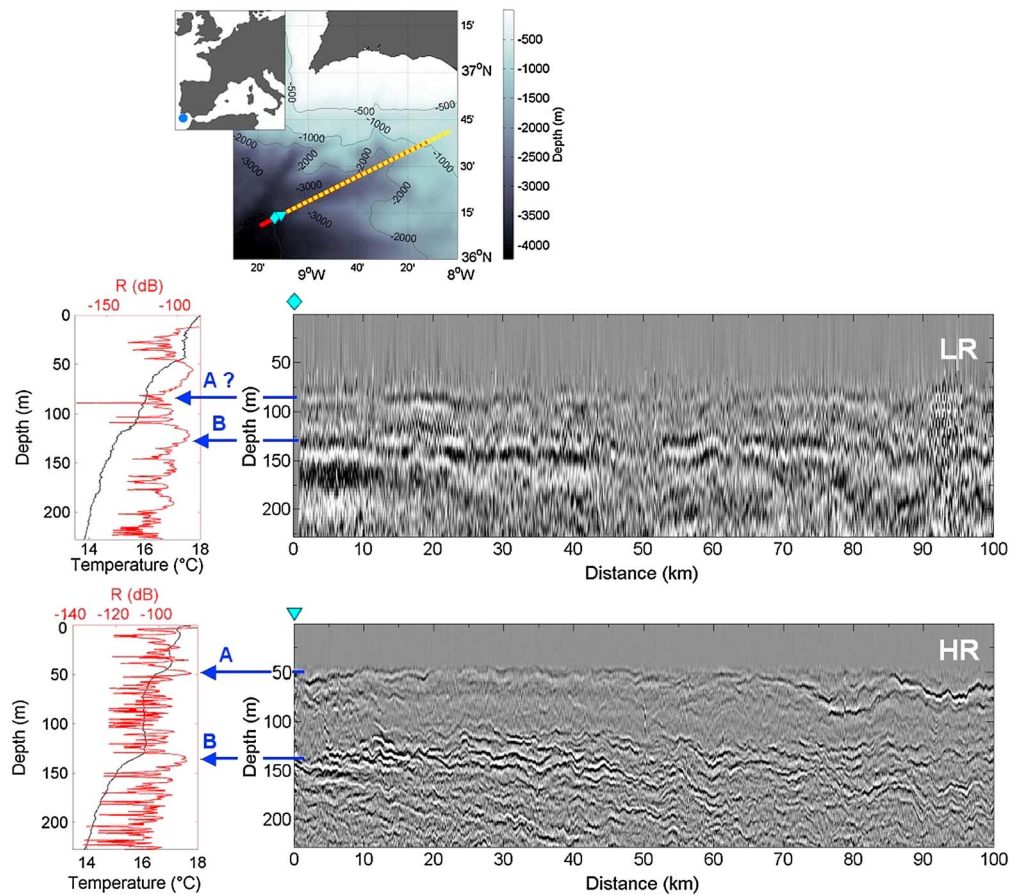 15'
37°N
45'
30'
15'
36°N
20'
9°W
40'
20'
8°W
-500
-500
-500
-1000
-1000
-2000
-2000
-2000
-3000
-3000
-3000
-2000
-1000
-500
-1000
-1500
-2000
-2500
-3000
-3500
-4000
Depth (m)
R (dB)
-150 -100
0
50
100
150
200
Depth (m)
14 16 18
Temperature (°C)
A ?
B
LR
50
100
150
200
Depth (m)
0 10 20 30 40 50 60 70 80 90 100
Distance (km)
R (dB)
-140 -120 -100
0
50
100
150
200
Depth (m)
14 16 18
Temperature (°C)
A
B
HR
50
100
150
200
Depth (m)
0 10 20 30 40 50 60 70 80 90 100
Distance (km)